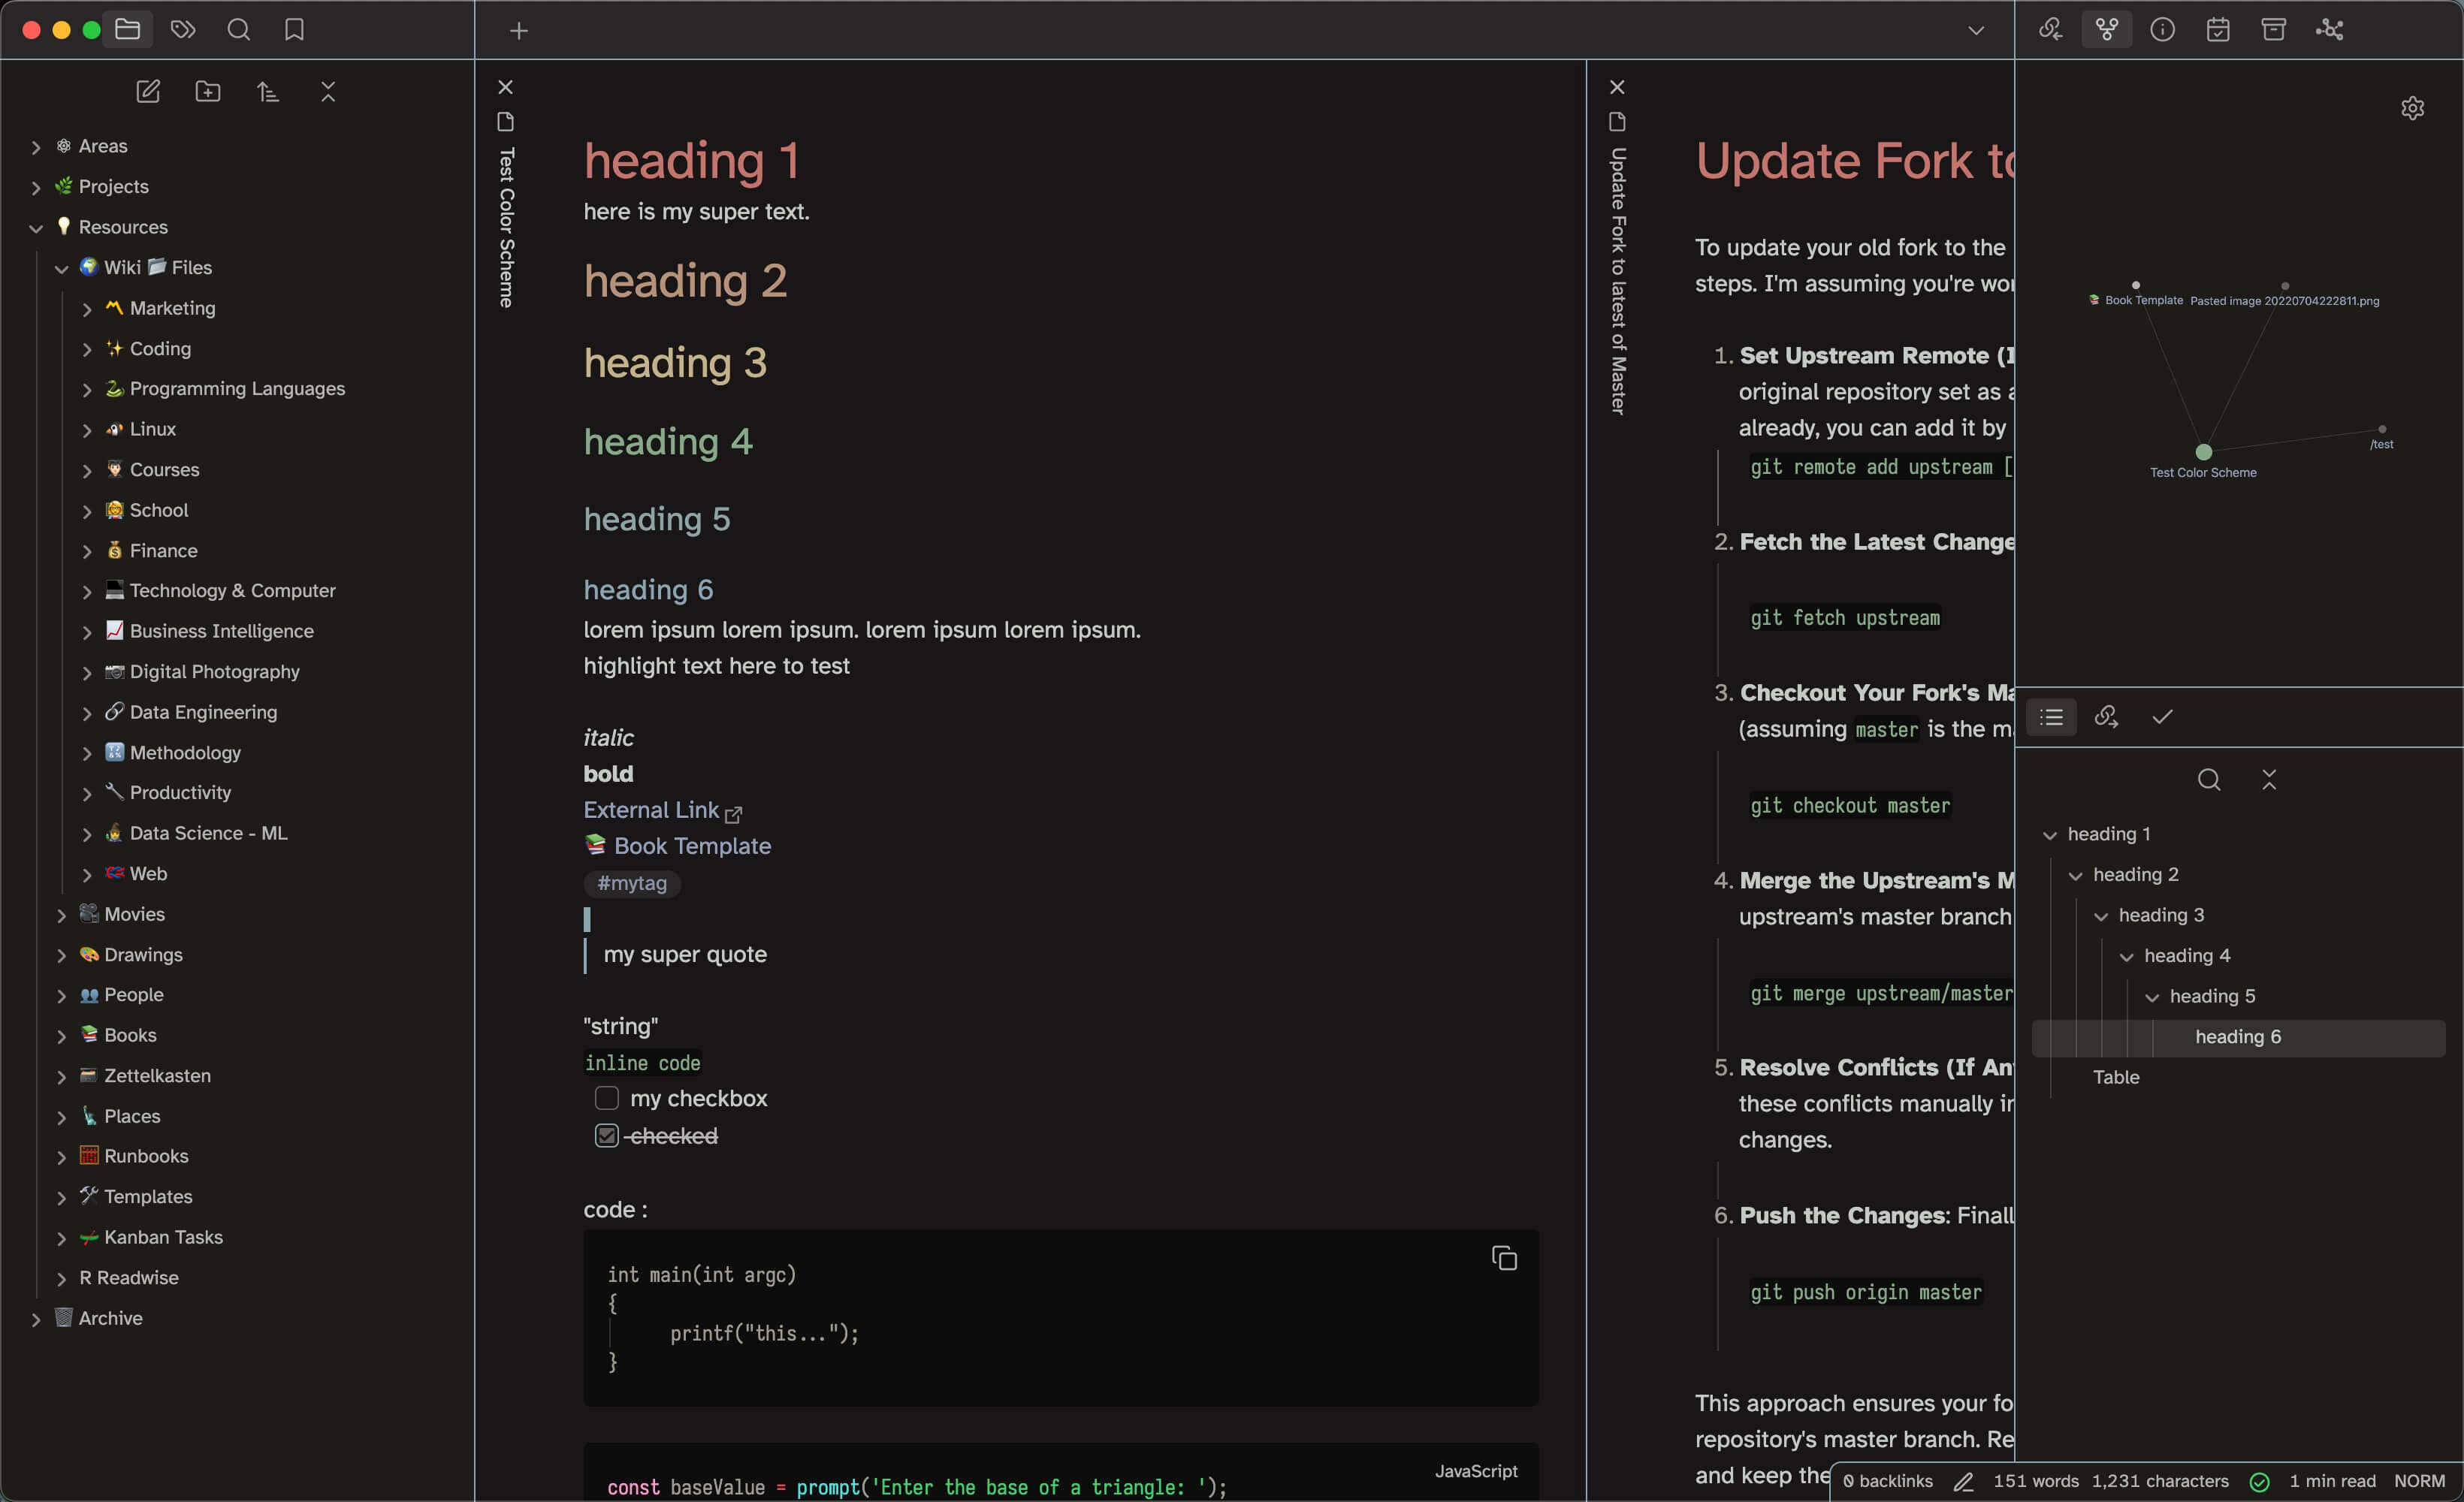 Areas
Projects
Resources
Wiki Files
Marketing
Coding
Programming Languages
Linux
Courses
School
Finance
Technology & Computer
Business Intelligence
Digital Photography
Data Engineering
Methodology
Productivity
Data Science - ML
Web
Movies
Drawings
People
Books
Zettelkasten
Places
Runbooks
Templates
Kanban Tasks
R Readwise
Archive
Test Color Scheme
heading 1
here is my super text.
heading 2
heading 3
heading 4
heading 5
heading 6
lorem ipsum lorem ipsum. lorem ipsum lorem ipsum.
highlight text here to test
italic
bold
External Link
Book Template
#mytag
my super quote
"string"
inline code
my checkbox
checked
code :
int main(int argc)
{
printf("this...");
}
JavaScript
const baseValue = prompt('Enter the base of a triangle: ');
Update Fork to latest of Master
Update Fork to
To update your old fork to the
steps. I'm assuming you're wor
1. Set Upstream Remote (I
original repository set as a
already, you can add it by
git remote add upstream [
2. Fetch the Latest Change
git fetch upstream
3. Checkout Your Fork's Ma
(assuming master is the m
git checkout master
4. Merge the Upstream's M
upstream's master branch
git merge upstream/master
5. Resolve Conflicts (If An
these conflicts manually in
changes.
6. Push the Changes: Finall
git push origin master
This approach ensures your fo
repository's master branch. Re
and keep the
Book Template
Pasted image 20220704222811.png
/test
Test Color Scheme
heading 1
heading 2
heading 3
heading 4
heading 5
heading 6
Table
0 backlinks 151 words 1,231 characters 1 min read NORM